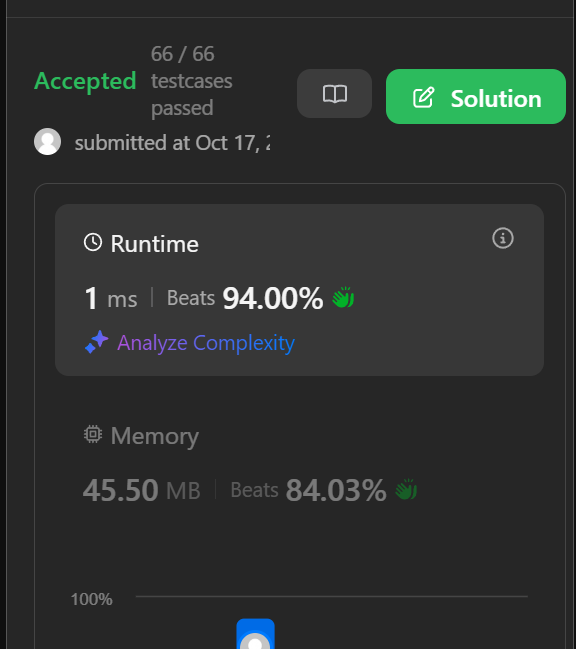 Accepted
66 / 66
testcases
passed
Solution
submitted at Oct 17,
Runtime
1 ms | Beats 94.00%
Analyze Complexity
Memory
45.50 MB | Beats 84.03%
100%